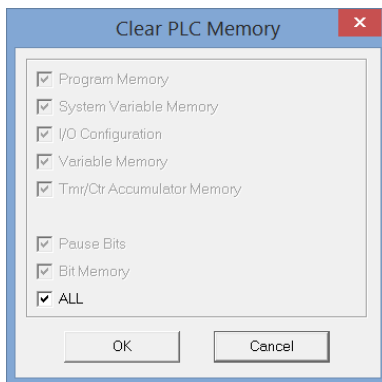 Clear PLC Memory
Program Memory
System Variable Memory
I/O Configuration
Variable Memory
Tmr/Ctr Accumulator Memory
Pause Bits
Bit Memory
ALL
OK
Cancel